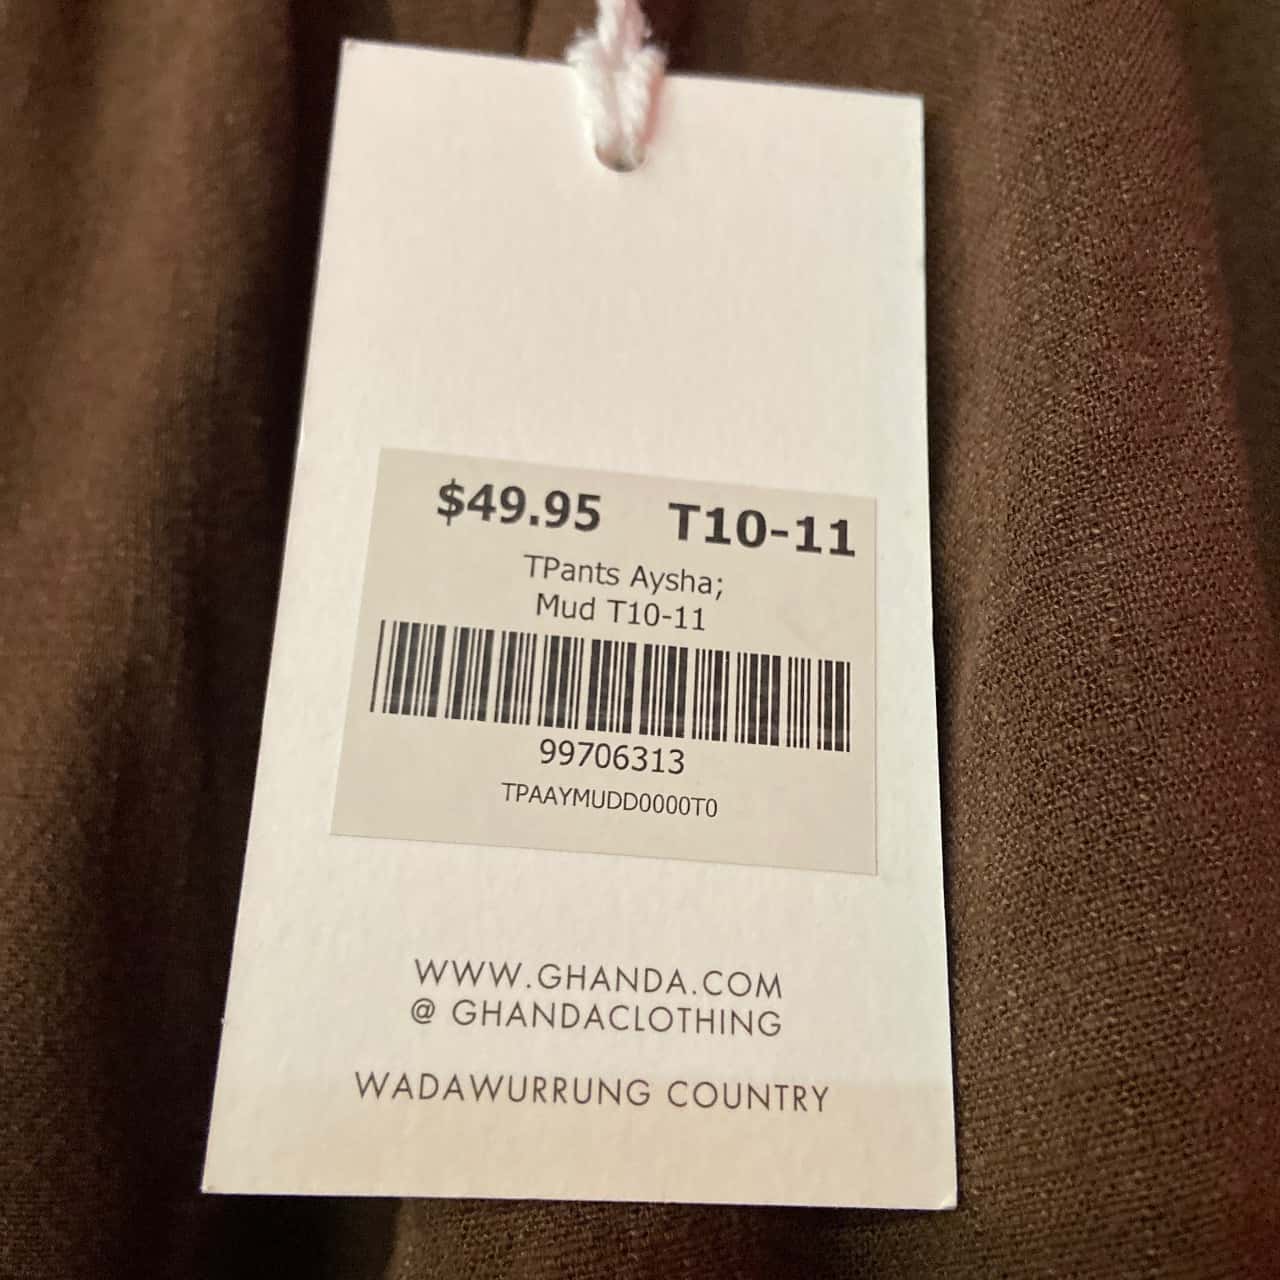 $49.95 T10-11
TPants Aysha;
Mud T10-11
99706313
TPAAYMUDD0000T0
WWW.GHANDA.COM
@ GHANDACLOTHING
WADAWURRUNG COUNTRY